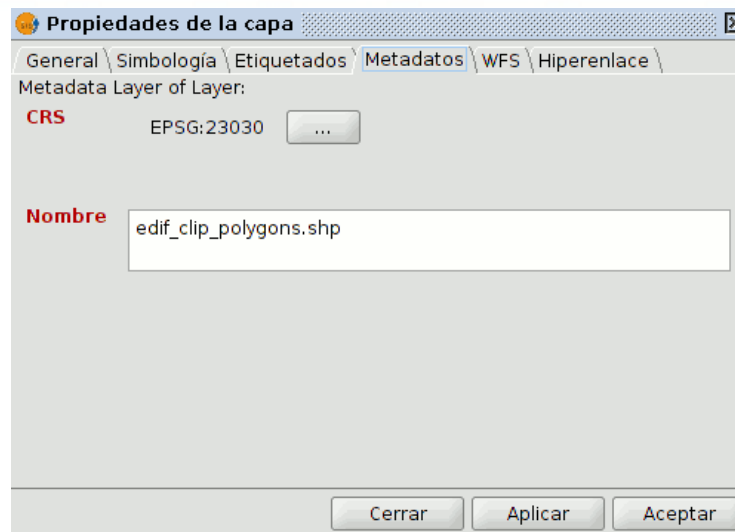 Propiedades de la capa
General Simbología Etiquetados Metadatos WFS Hiperenlace
Metadata Layer of Layer:
CRS EPSG:23030 ...
Nombre edif_clip_polygons.shp
Cerrar Aplicar Aceptar